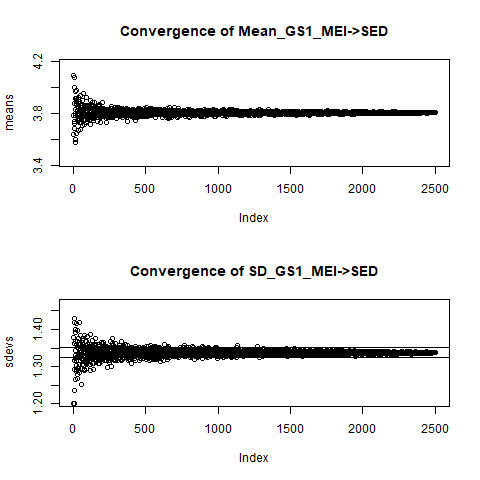 Convergence of Mean_GS1_MEI->SED
4.2
3.8
3.4
means
0 500 1000 1500 2000 2500
Index
Convergence of SD_GS1_MEI->SED
1.40
1.30
1.20
sdevs
0 500 1000 1500 2000 2500
Index